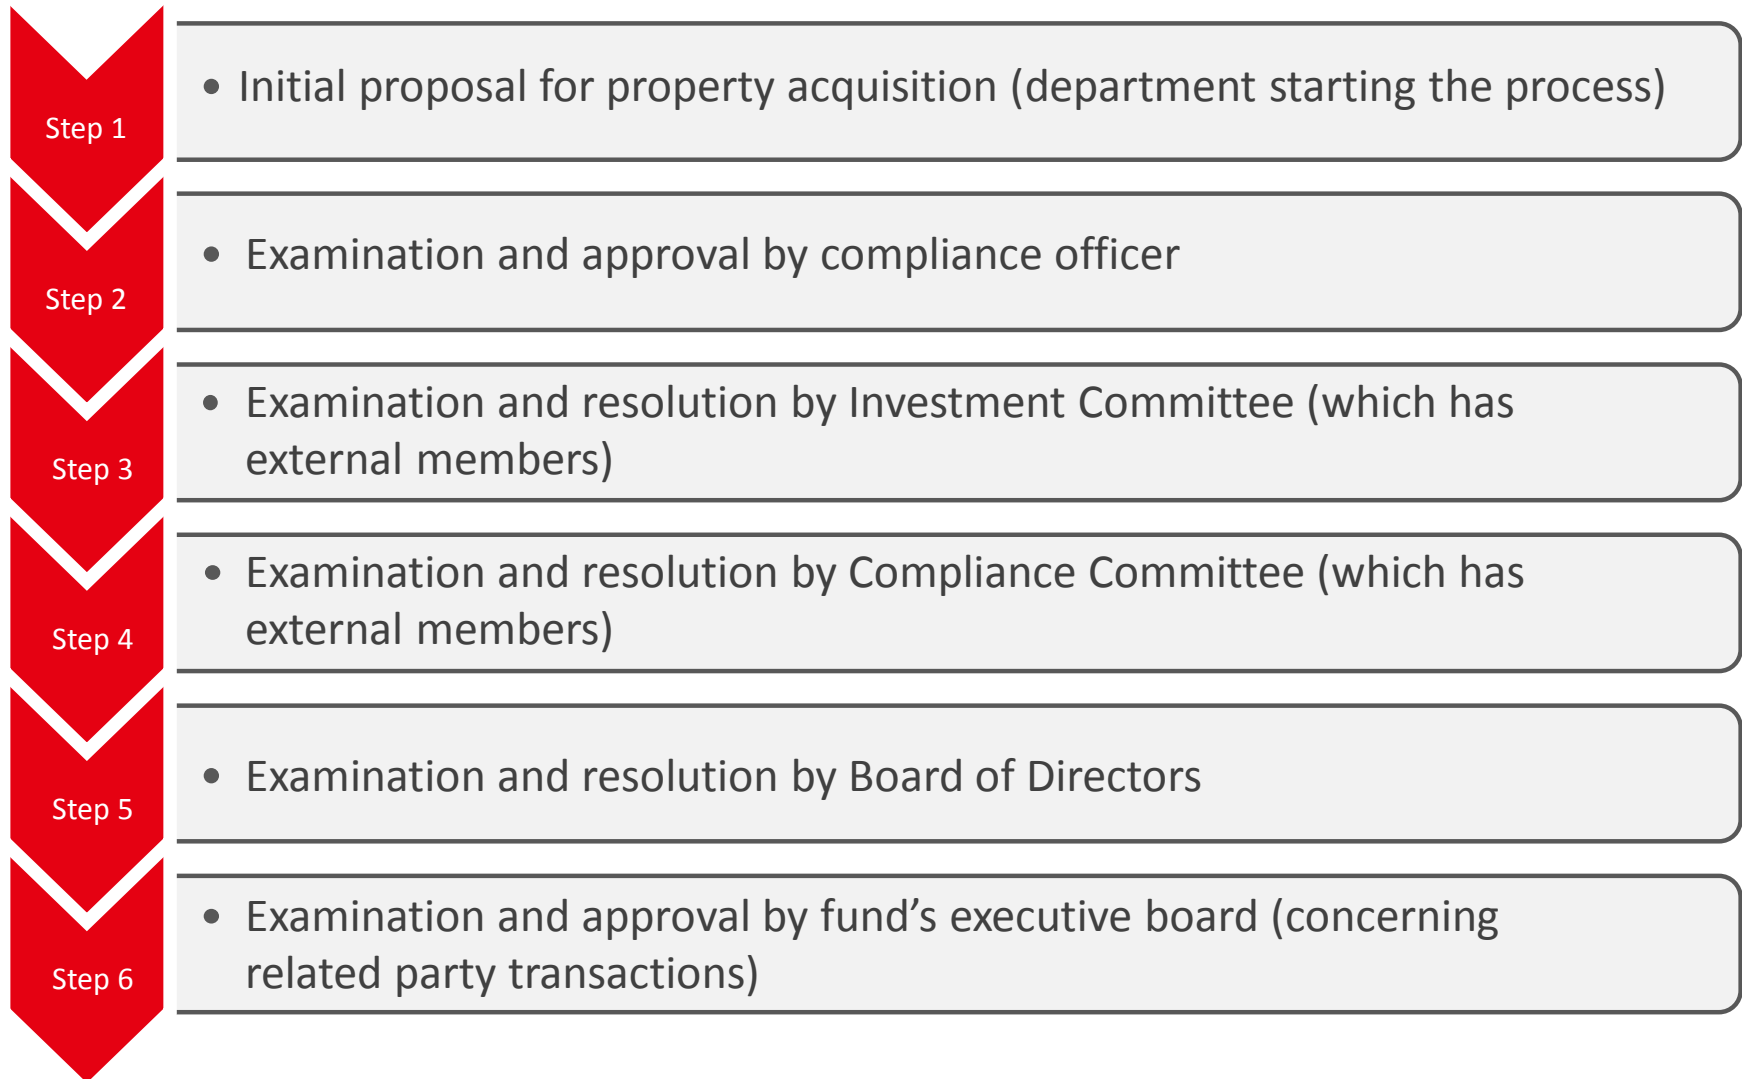 Step 1
• Initial proposal for property acquisition (department starting the process)
Step 2
• Examination and approval by compliance officer
Step 3
• Examination and resolution by Investment Committee (which has
external members)
Step 4
• Examination and resolution by Compliance Committee (which has
external members)
Step 5
• Examination and resolution by Board of Directors
Step 6
• Examination and approval by fund’s executive board (concerning
related party transactions)